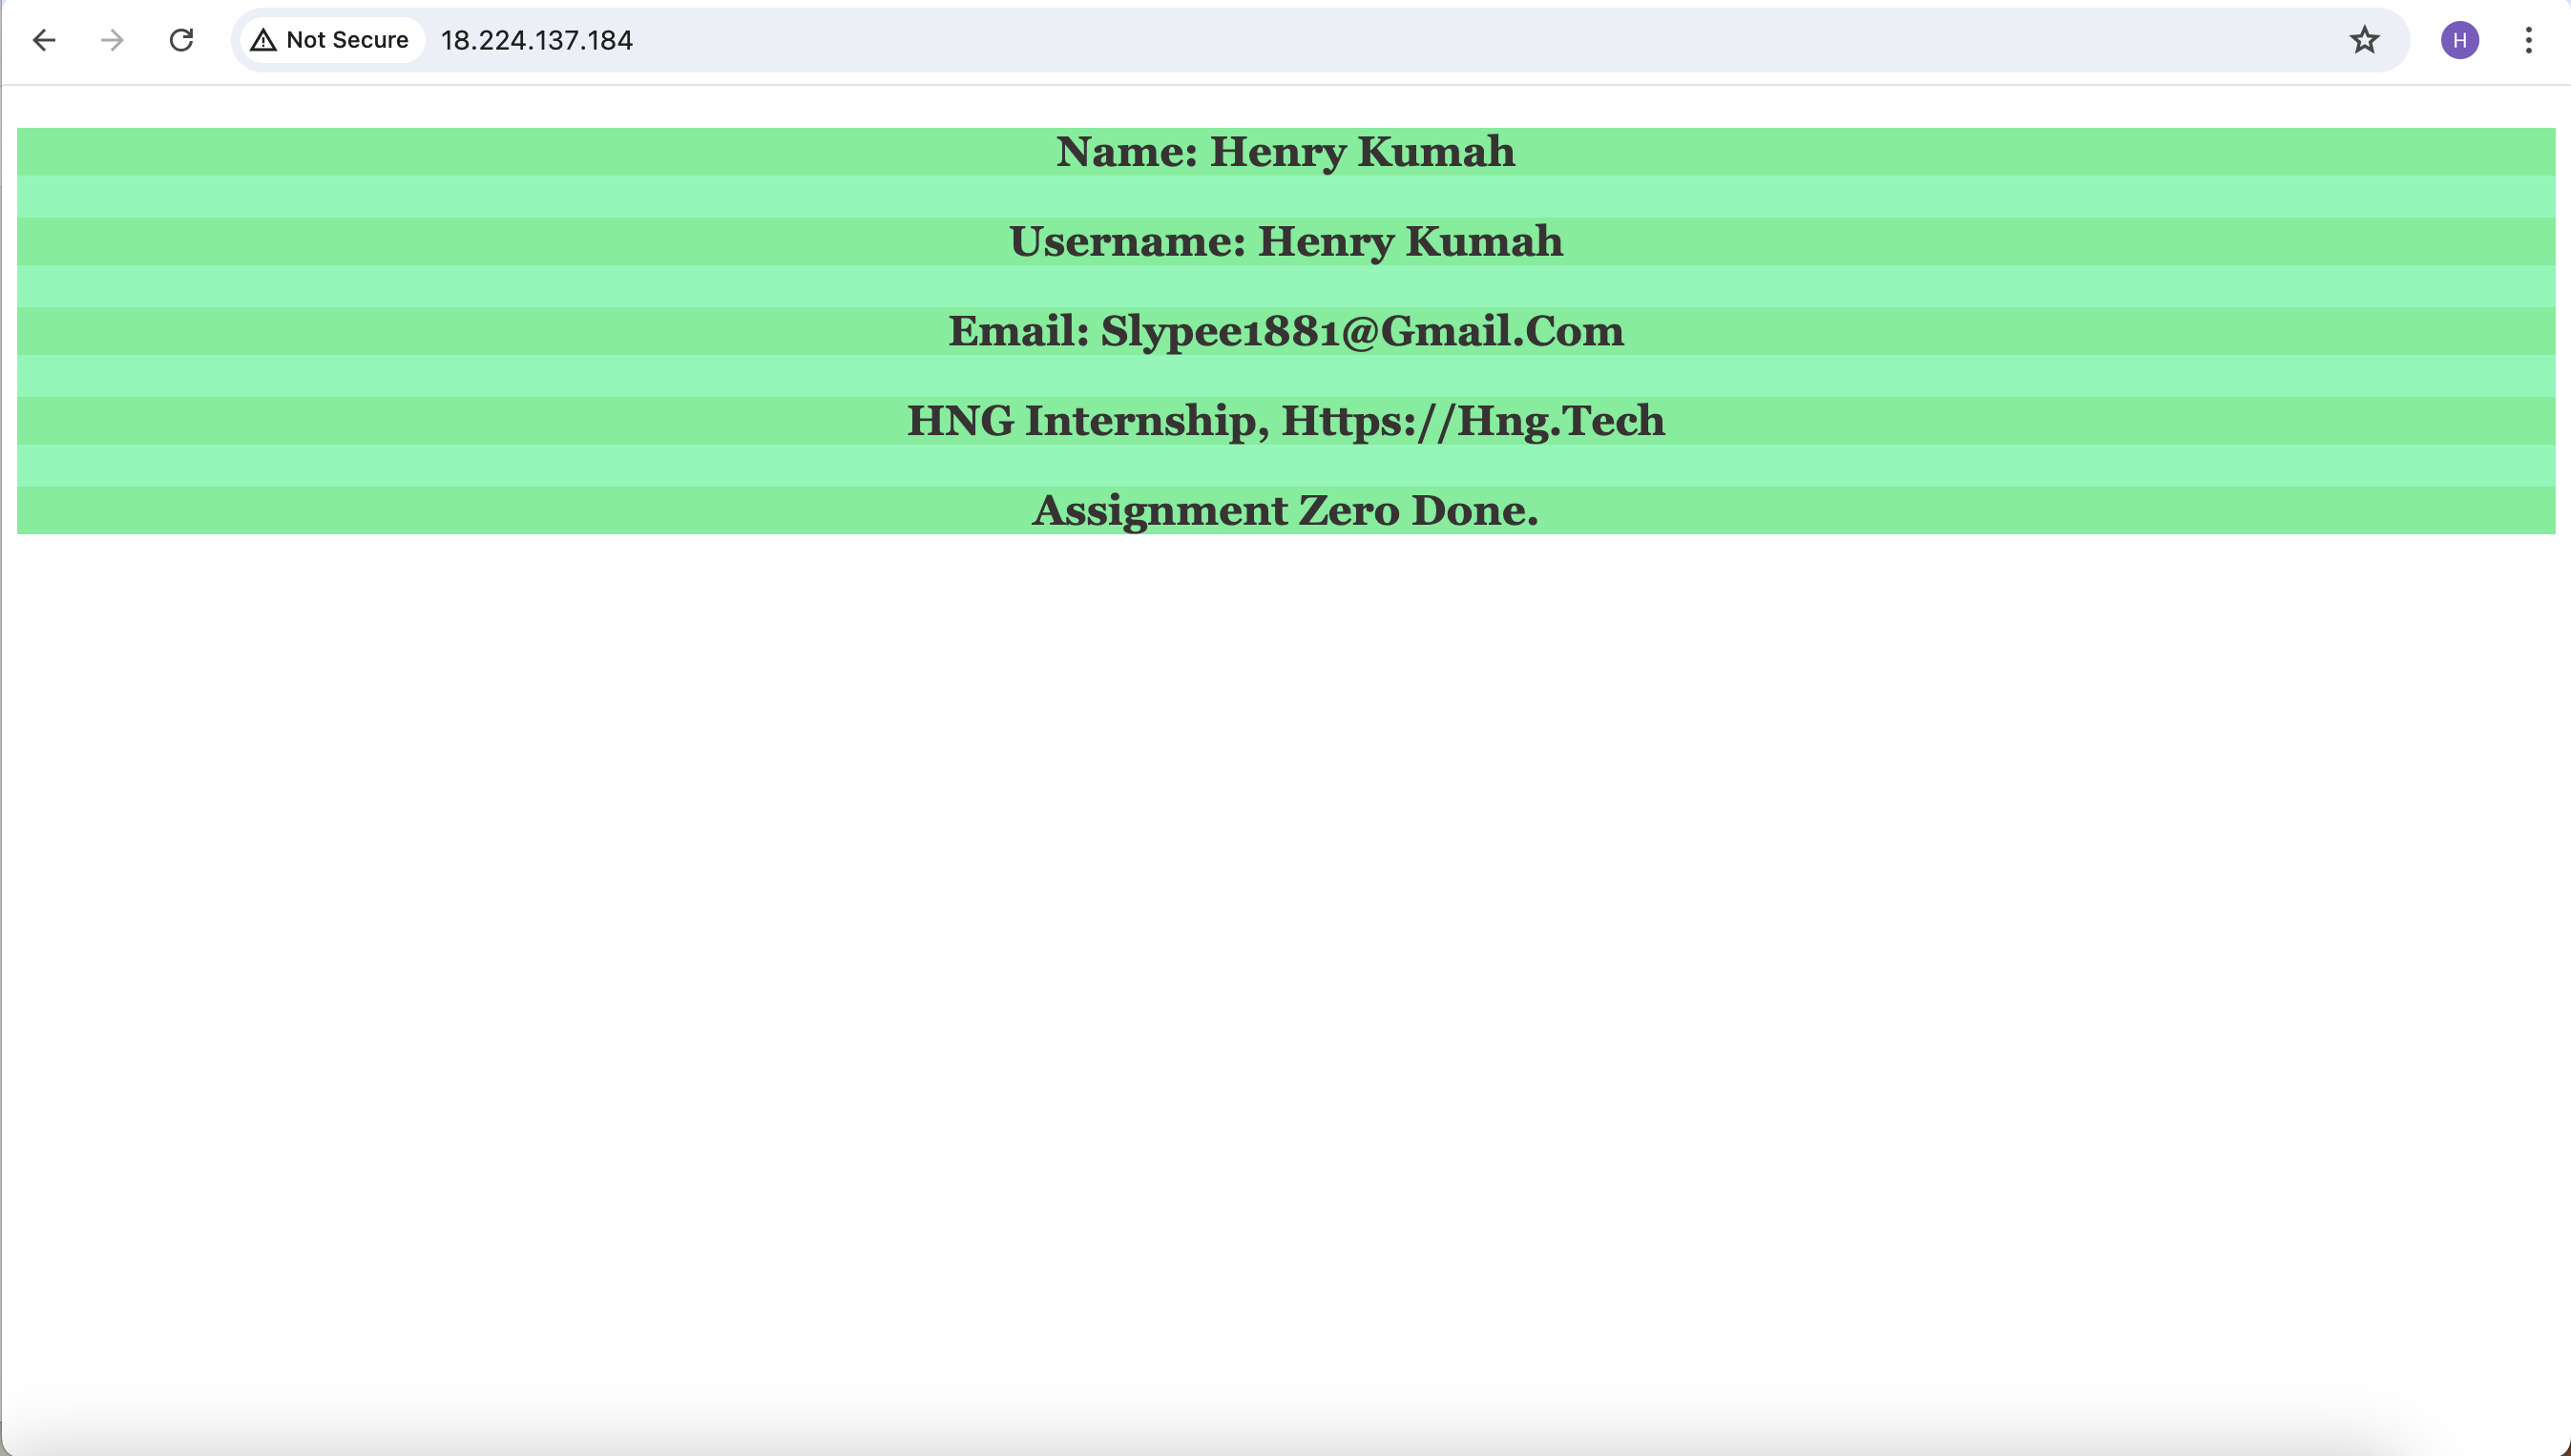 Not Secure 18.224.137.184
H
Name: Henry Kumah
Username: Henry Kumah
Email: Slypee1881@Gmail.Com
HNG Internship, Https://Hng.Tech
Assignment Zero Done.